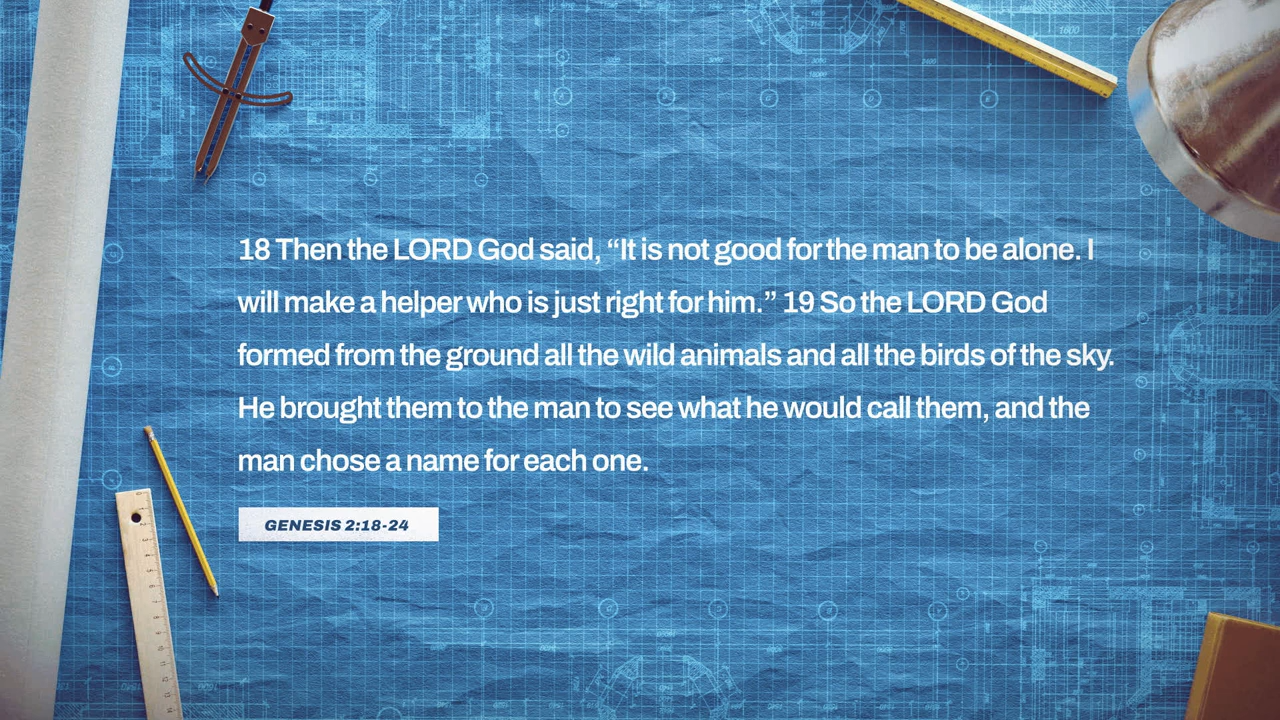 18 Then the LORD God said, “It is not good for the man to be alone. I
will make a helper who is just right for him.” 19 So the LORD God
formed from the ground all the wild animals and all the birds of the sky.
He brought them to the man to see what he would call them, and the
man chose a name for each one.
GENESIS 2:18-24